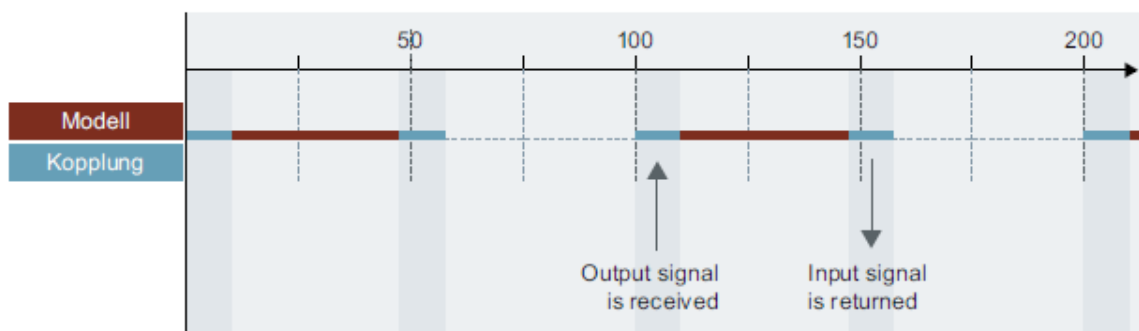 50 100 150 200
Modell
Kopplung
Output signal Input signal
is received is returned